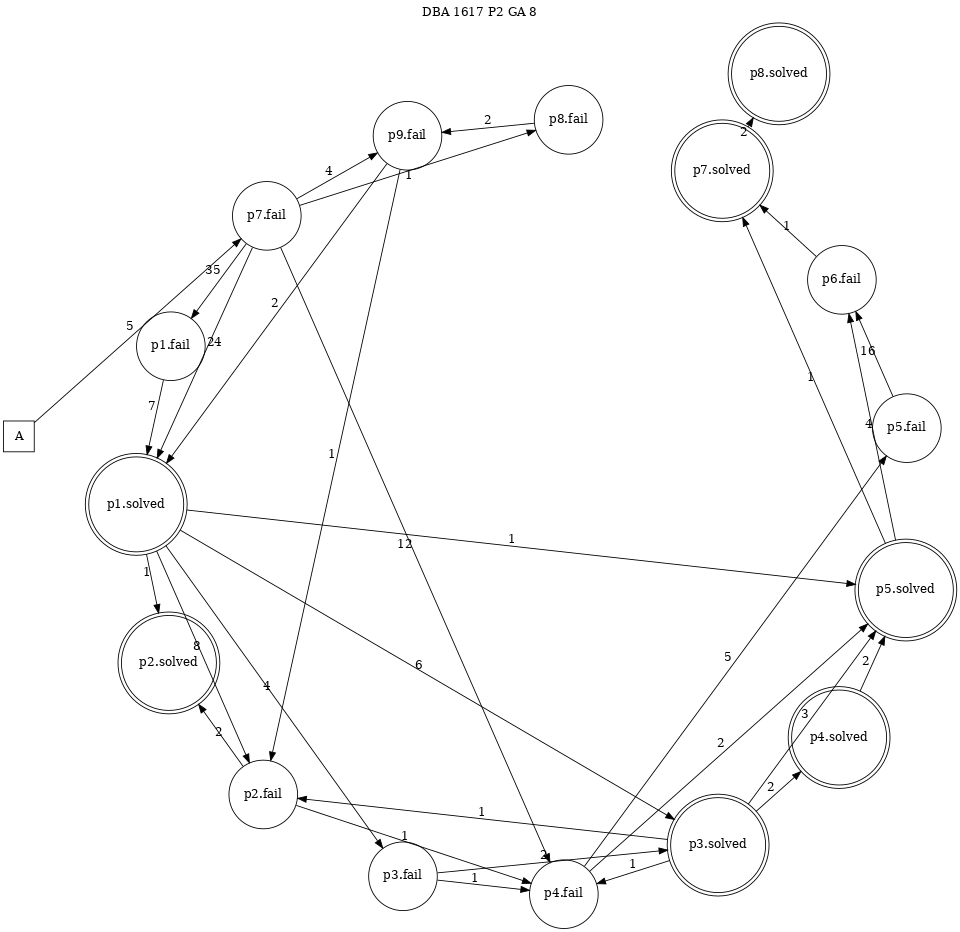 DBA 1617 P2 GA 8
p8.solved
p9.fail
2
p8.fail
2
p7.solved
4
1
p7.fail
1
35
p6.fail
2
5
p1.fail
24
16
1
7
4
p5.fail
A
1
p1.solved
1
12
1
p5.solved
8
p2.solved
6
5
2
4
3
2
2
p4.solved
2
p2.fail
1
1
p3.solved
2
1
1
p3.fail
p4.fail